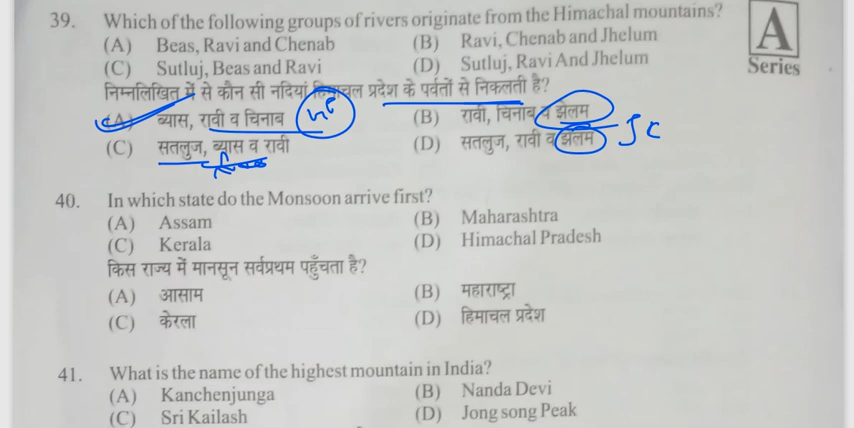 39. Which of the following groups of rivers originate from the Himachal mountains?
(A) Beas, Ravi and Chenab (B) Ravi, Chenab and Jhelum
(C) Sutluj, Beas and Ravi (D) Sutluj, Ravi And Jhelum
A
Series
निम्नलिखित में से कौन सी नदियां हिमाचल प्रदेश के पर्वतों से निकलती है?
(A) ब्यास, रावी व चिनाब (B) रावी, चिनाब व झेलम
(C) सतलुज, ब्यास व रावी (D) सतलुज, रावी व झेलम
40. In which state do the Monsoon arrive first?
(A) Assam (B) Maharashtra
(C) Kerala (D) Himachal Pradesh
किस राज्य में मानसून सर्वप्रथम पहुँचता है?
(A) आसाम (B) महाराष्ट्रा
(C) केरला (D) हिमाचल प्रदेश
41. What is the name of the highest mountain in India?
(A) Kanchenjunga (B) Nanda Devi
(C) Sri Kailash (D) Jong song Peak